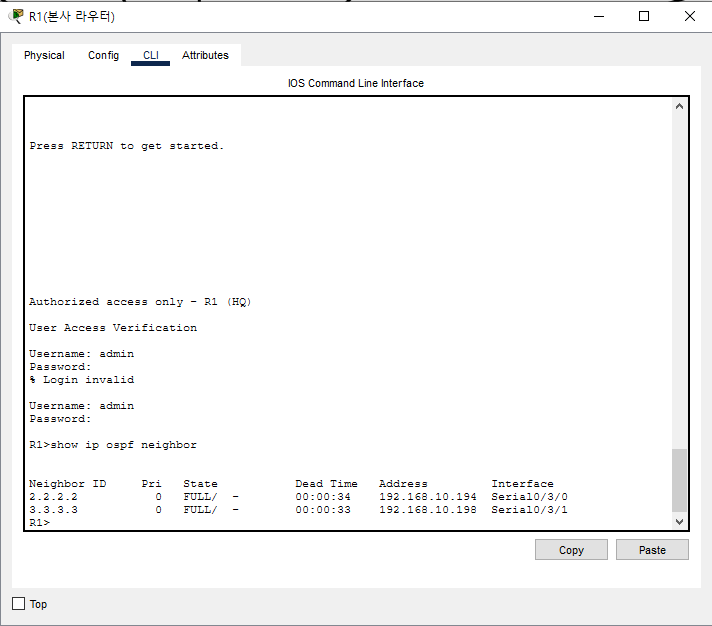 R1(본사 라우터)
Physical Config CLI Attributes
IOS Command Line Interface
Press RETURN to get started.
Authorized access only - R1 (HQ)
User Access Verification
Username: admin
Password:
% Login invalid
Username: admin
Password:
R1>show ip ospf neighbor
Neighbor ID     Pri   State           Dead Time   Address         Interface
2.2.2.2           0   FULL/  -        00:00:34    192.168.10.194  Serial0/3/0
3.3.3.3           0   FULL/  -        00:00:33    192.168.10.198  Serial0/3/1
R1>
Copy Paste
Top